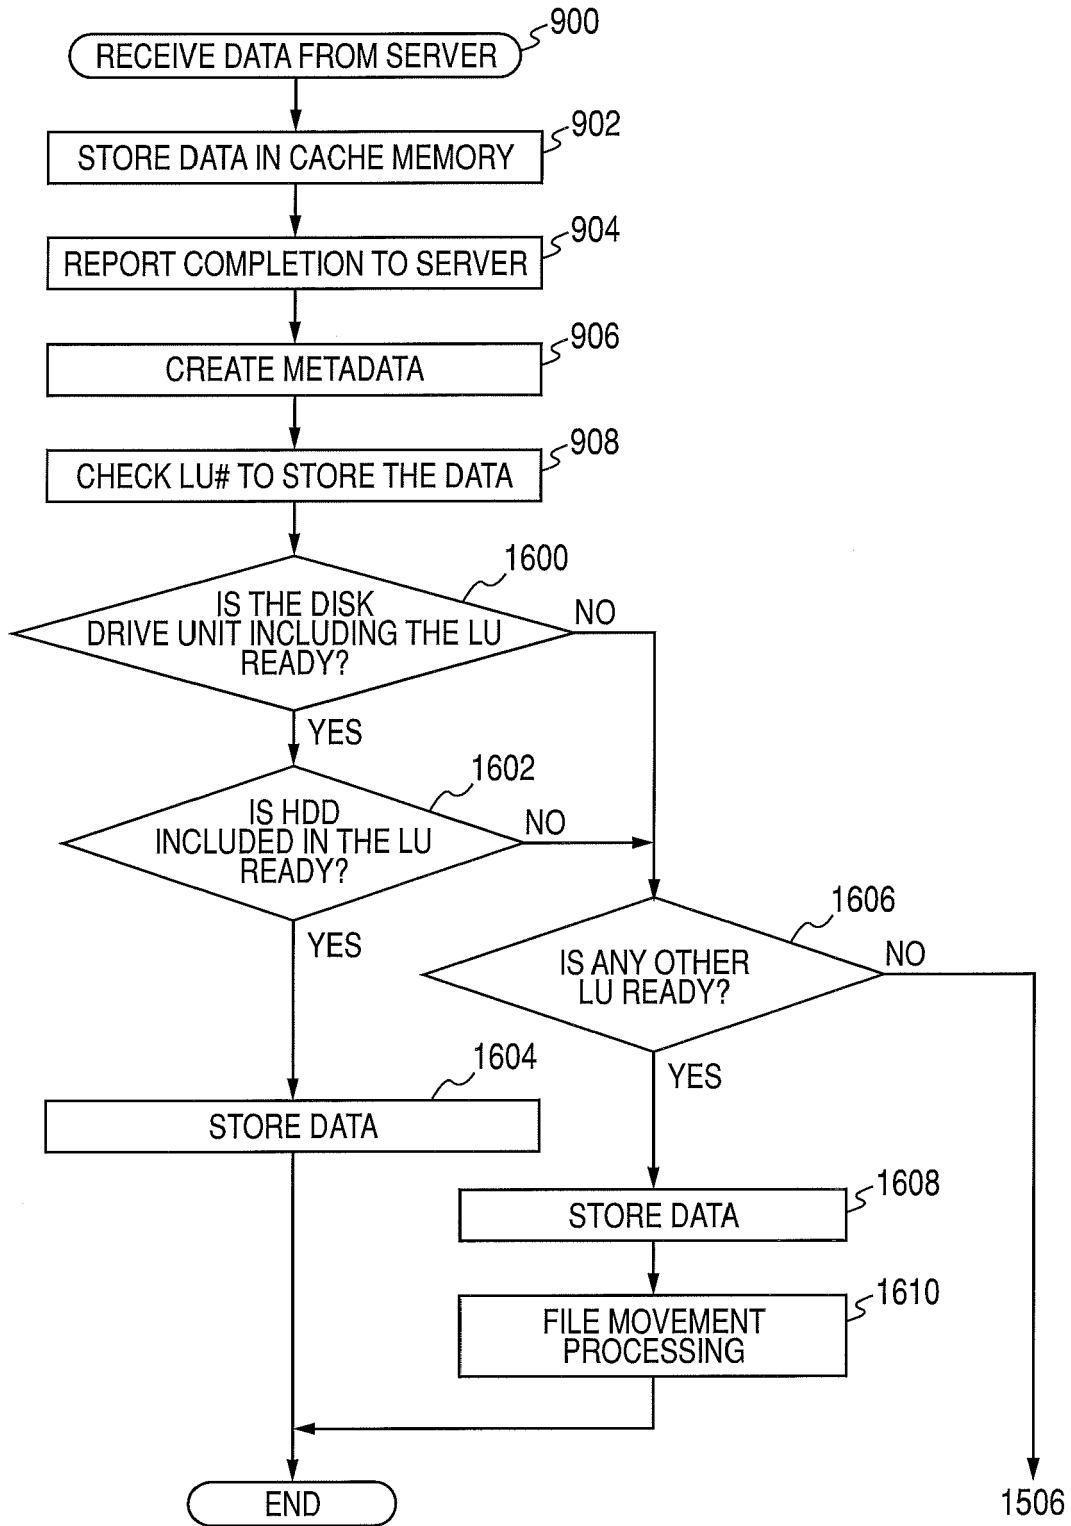 900
RECEIVE DATA FROM SERVER
902
STORE DATA IN CACHE MEMORY
904
REPORT COMPLETION TO SERVER
906
CREATE METADATA
908
CHECK LU# TO STORE THE DATA
1600
IS THE DISK
DRIVE UNIT INCLUDING THE LU
READY?
NO
YES
1602
IS HDD
INCLUDED IN THE LU
READY?
NO
YES
1606
IS ANY OTHER
LU READY?
NO
YES
1604
STORE DATA
1608
STORE DATA
1610
FILE MOVEMENT
PROCESSING
END
1506